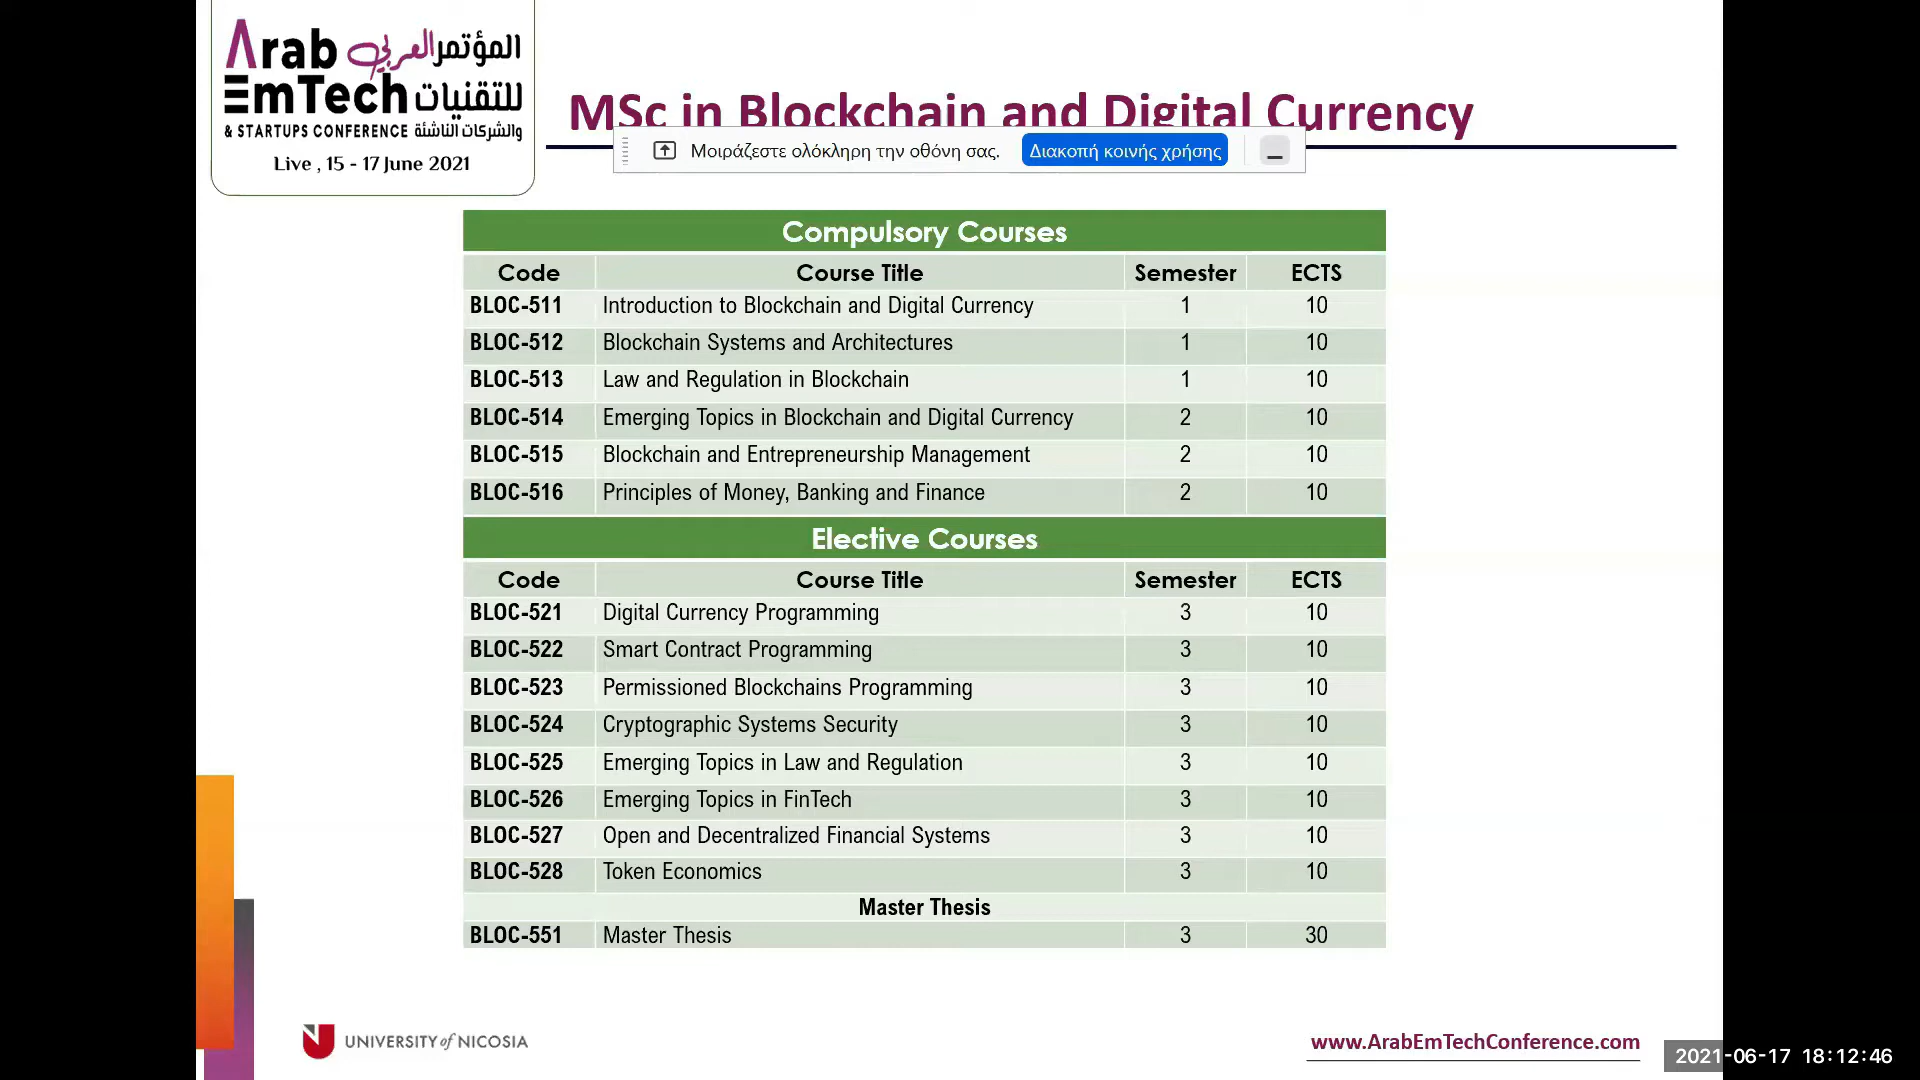 Arab المؤتمر العربي
EmTech للتقنيات
& STARTUPS CONFERENCE والشركات الناشئة
Live , 15 - 17 June 2021
MSc in Blockchain and Digital Currency
Μοιράζεστε ολόκληρη την οθόνη σας. Διακοπή κοινής χρήσης
Compulsory Courses
Code Course Title Semester ECTS
BLOC-511 Introduction to Blockchain and Digital Currency 1 10
BLOC-512 Blockchain Systems and Architectures 1 10
BLOC-513 Law and Regulation in Blockchain 1 10
BLOC-514 Emerging Topics in Blockchain and Digital Currency 2 10
BLOC-515 Blockchain and Entrepreneurship Management 2 10
BLOC-516 Principles of Money, Banking and Finance 2 10
Elective Courses
Code Course Title Semester ECTS
BLOC-521 Digital Currency Programming 3 10
BLOC-522 Smart Contract Programming 3 10
BLOC-523 Permissioned Blockchains Programming 3 10
BLOC-524 Cryptographic Systems Security 3 10
BLOC-525 Emerging Topics in Law and Regulation 3 10
BLOC-526 Emerging Topics in FinTech 3 10
BLOC-527 Open and Decentralized Financial Systems 3 10
BLOC-528 Token Economics 3 10
Master Thesis
BLOC-551 Master Thesis 3 30
UNIVERSITY of NICOSIA
www.ArabEmTechConference.com
2021-06-17 18:12:46